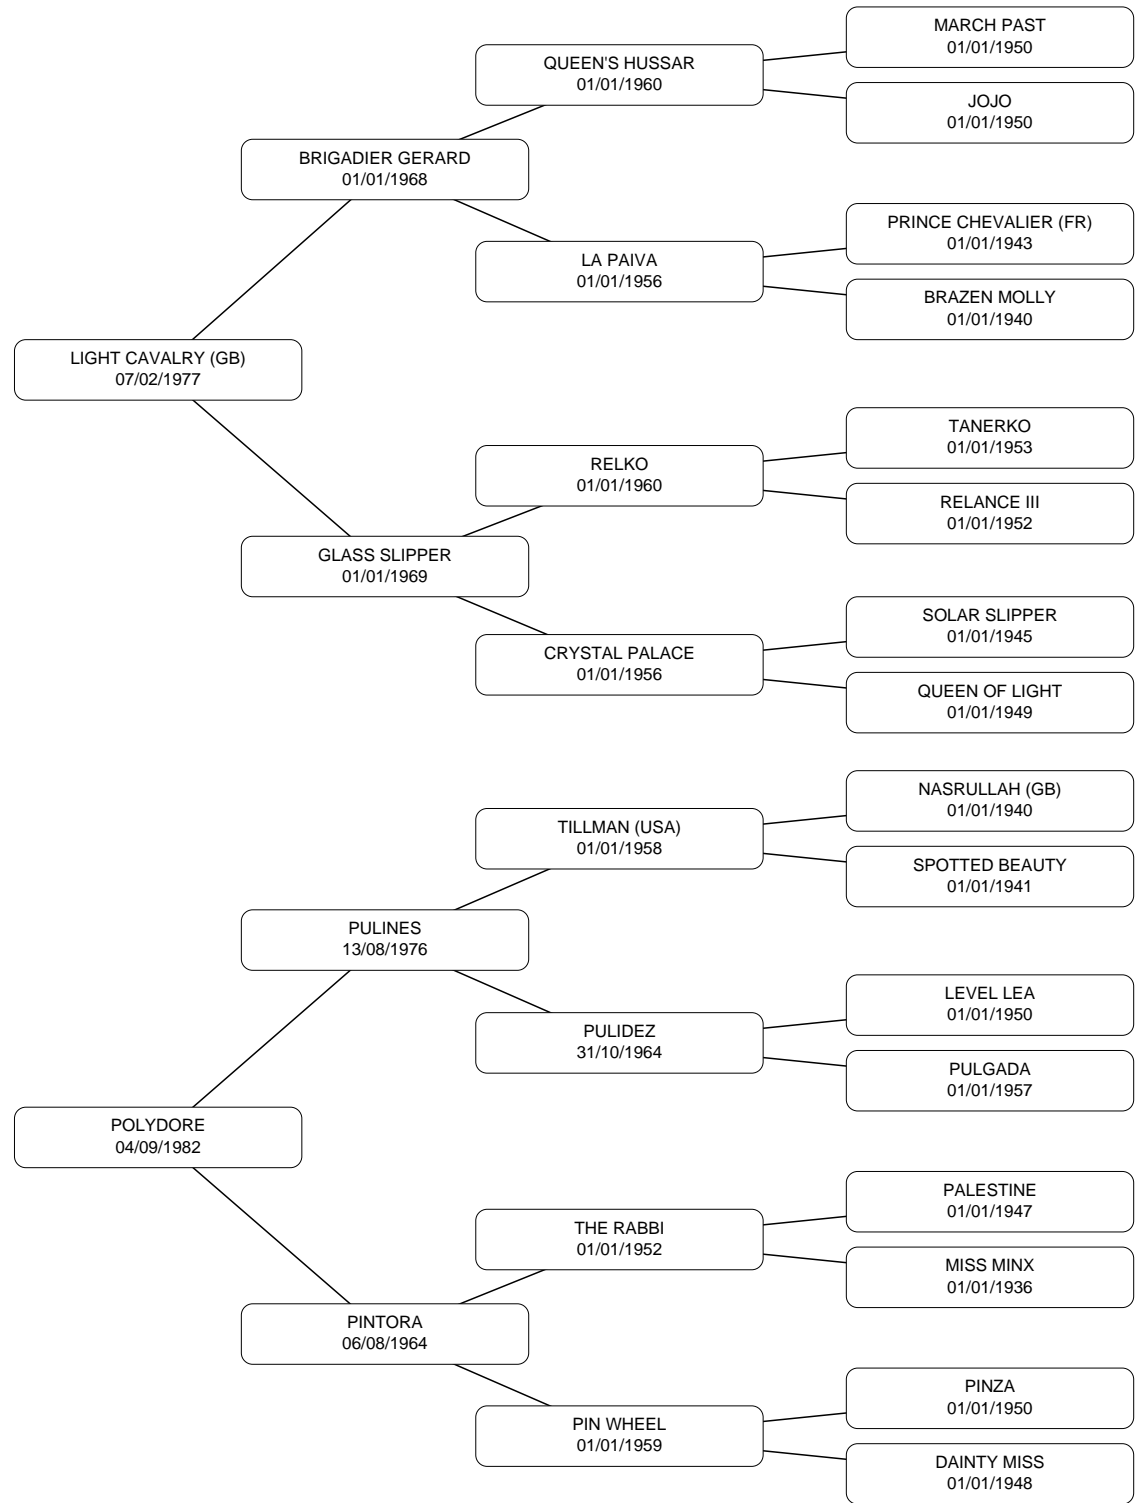 MARCH PAST
01/01/1950
QUEEN'S HUSSAR
01/01/1960
JOJO
01/01/1950
BRIGADIER GERARD
01/01/1968
PRINCE CHEVALIER (FR)
01/01/1943
LA PAIVA
01/01/1956
BRAZEN MOLLY
01/01/1940
LIGHT CAVALRY (GB)
07/02/1977
TANERKO
01/01/1953
RELKO
01/01/1960
RELANCE III
01/01/1952
GLASS SLIPPER
01/01/1969
SOLAR SLIPPER
01/01/1945
CRYSTAL PALACE
01/01/1956
QUEEN OF LIGHT
01/01/1949
NASRULLAH (GB)
01/01/1940
TILLMAN (USA)
01/01/1958
SPOTTED BEAUTY
01/01/1941
PULINES
13/08/1976
LEVEL LEA
01/01/1950
PULIDEZ
31/10/1964
PULGADA
01/01/1957
POLYDORE
04/09/1982
PALESTINE
01/01/1947
THE RABBI
01/01/1952
MISS MINX
01/01/1936
PINTORA
06/08/1964
PINZA
01/01/1950
PIN WHEEL
01/01/1959
DAINTY MISS
01/01/1948